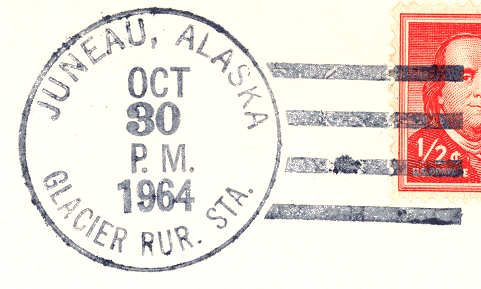 JUNEAU, ALASKA
OCT
30
P.M.
1964
GLACIER RUR. STA.
1/2¢